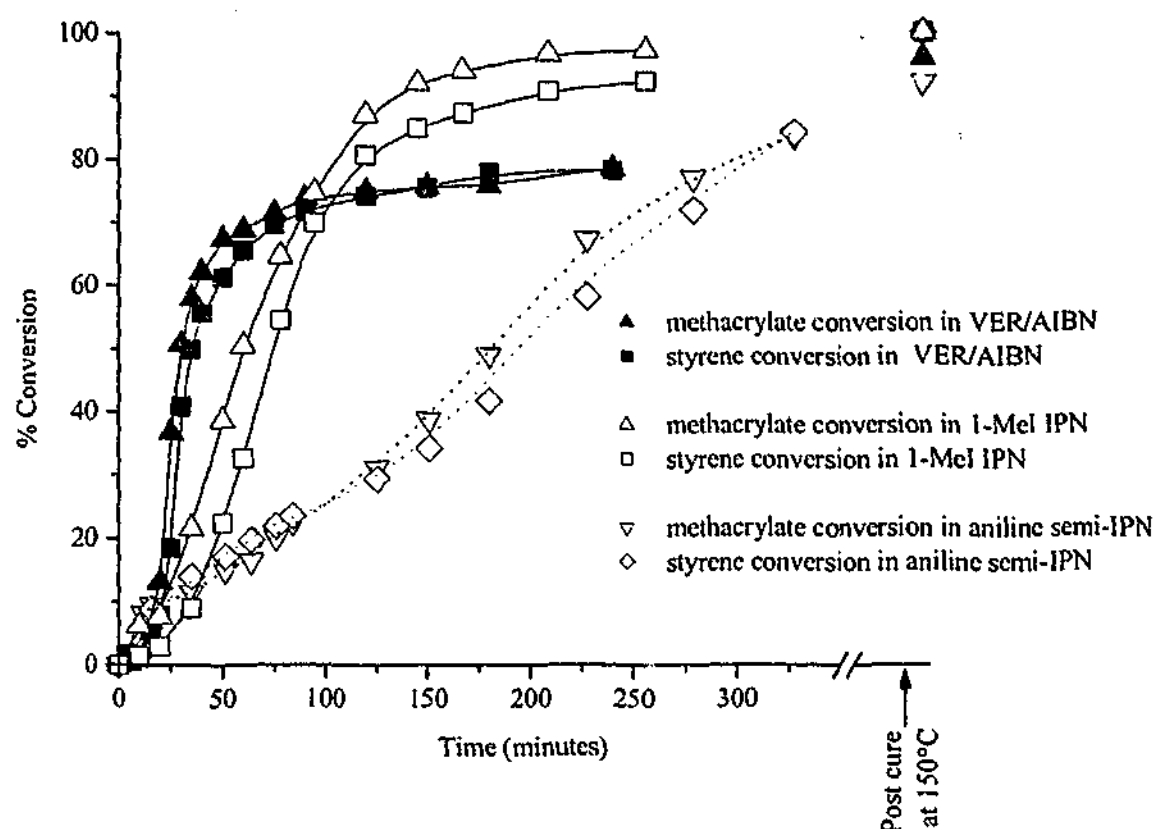 100
80
60
40
20
0
% Conversion
methacrylate conversion in VER/AIBN
styrene conversion in VER/AIBN
methacrylate conversion in 1-MeI IPN
styrene conversion in 1-MeI IPN
methacrylate conversion in aniline semi-IPN
styrene conversion in aniline semi-IPN
0 50 100 150 200 250 300
Time (minutes)
Post cure
at 150°C